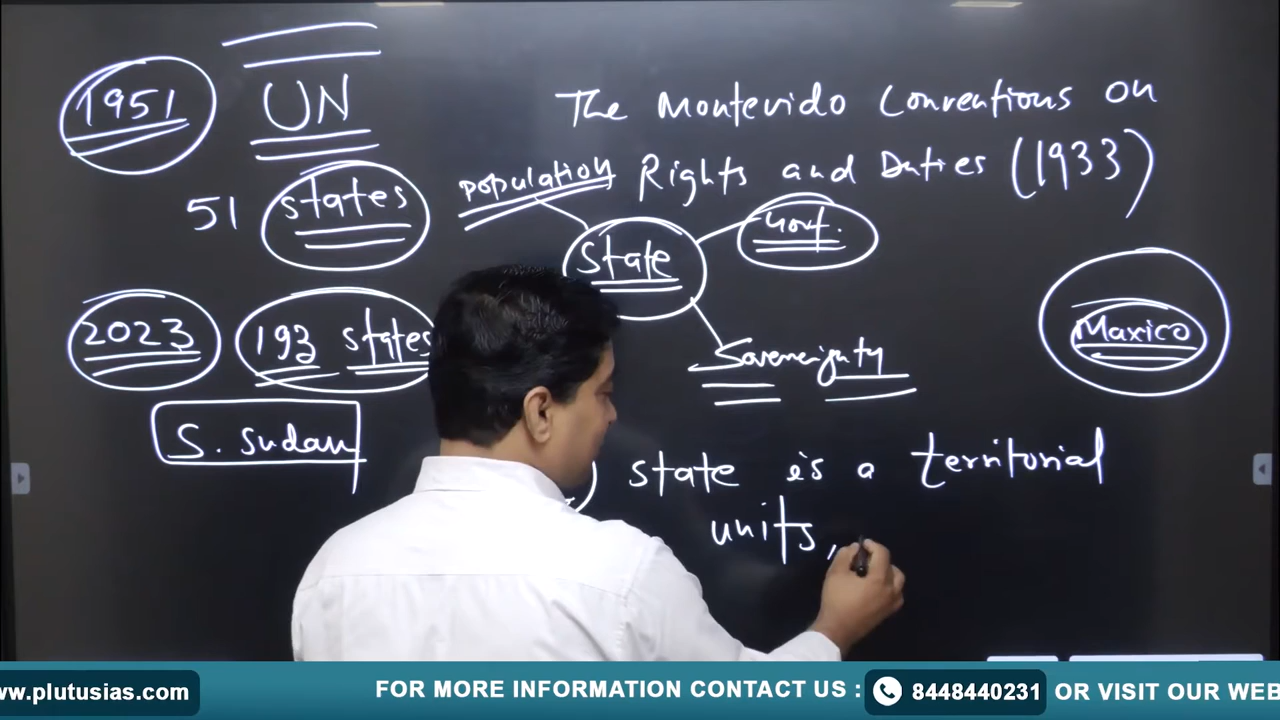 1951
UN
51 states
2023 193 states
S. Sudan
The Montevido Conventions on
Rights and Duties (1933)
population
State
Govt.
Sovereignty
Maxico
) state is a territorial
units,
ww.plutusias.com
FOR MORE INFORMATION CONTACT US : 8448440231 OR VISIT OUR WEB